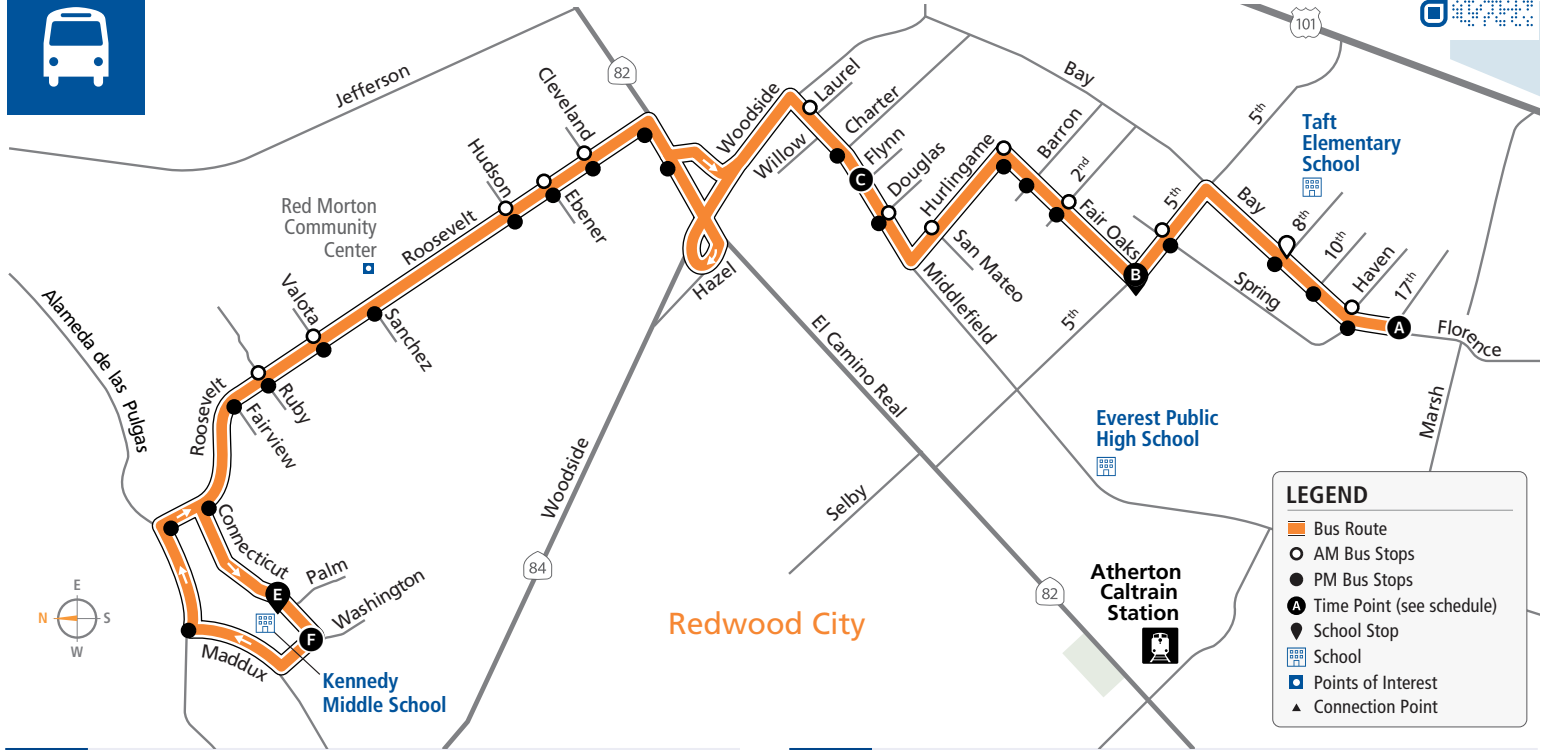 101
82
Jefferson
Bay
Cleveland
Woodside
Laurel
Charter
5th
Taft
Elementary
School
Barron
Hudson
Willow
Flynn
C
Douglas
2nd
Ebener
Hurlingame
5th
Bay
8th
Red Morton
Community
Center
Roosevelt
Fair Oaks
10th
San Mateo
Haven
Hazel
B
Spring
17th
Valota
Middlefield
A
Florence
Sanchez
5th
Alameda de las Pulgas
El Camino Real
Roosevelt
Ruby
Fairview
Marsh
Everest Public
High School
Woodside
Selby
Connecticut
84
Palm
E
Washington
F
Maddux
Kennedy
Middle School
E
N
S
W
Redwood City
82
Atherton
Caltrain
Station
LEGEND
Bus Route
AM Bus Stops
PM Bus Stops
A Time Point (see schedule)
School Stop
School
Points of Interest
Connection Point